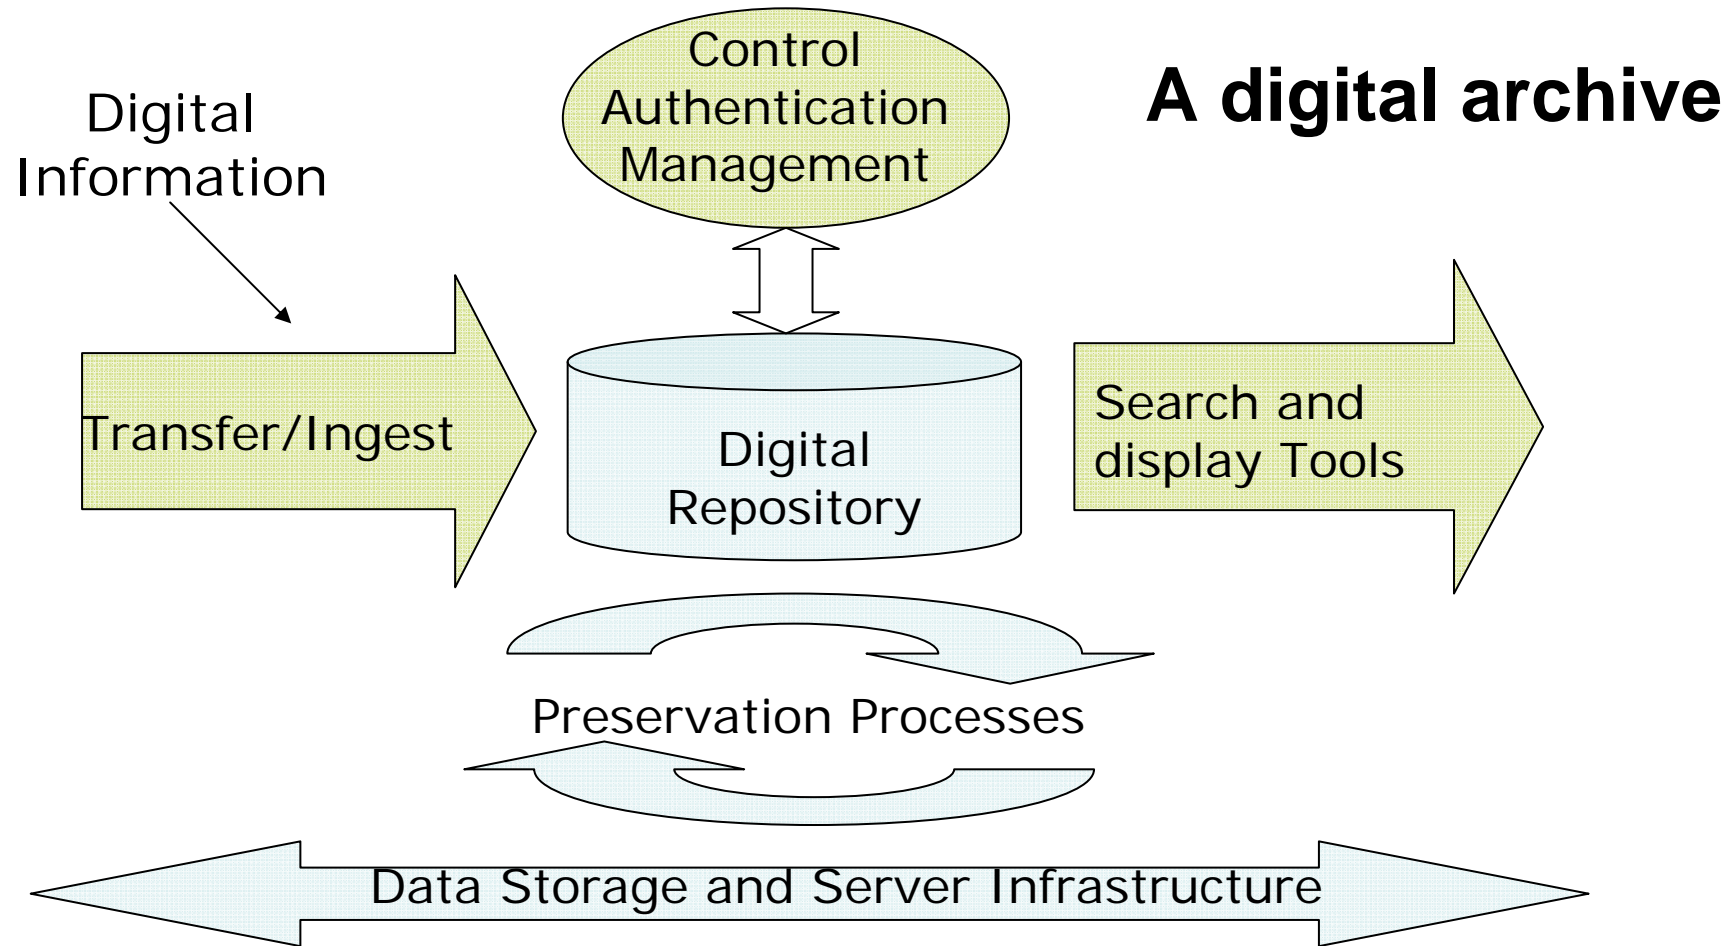 A digital archive
Digital
Information
Control
Authentication
Management
Transfer/Ingest
Digital
Repository
Search and
display Tools
Preservation Processes
Data Storage and Server Infrastructure